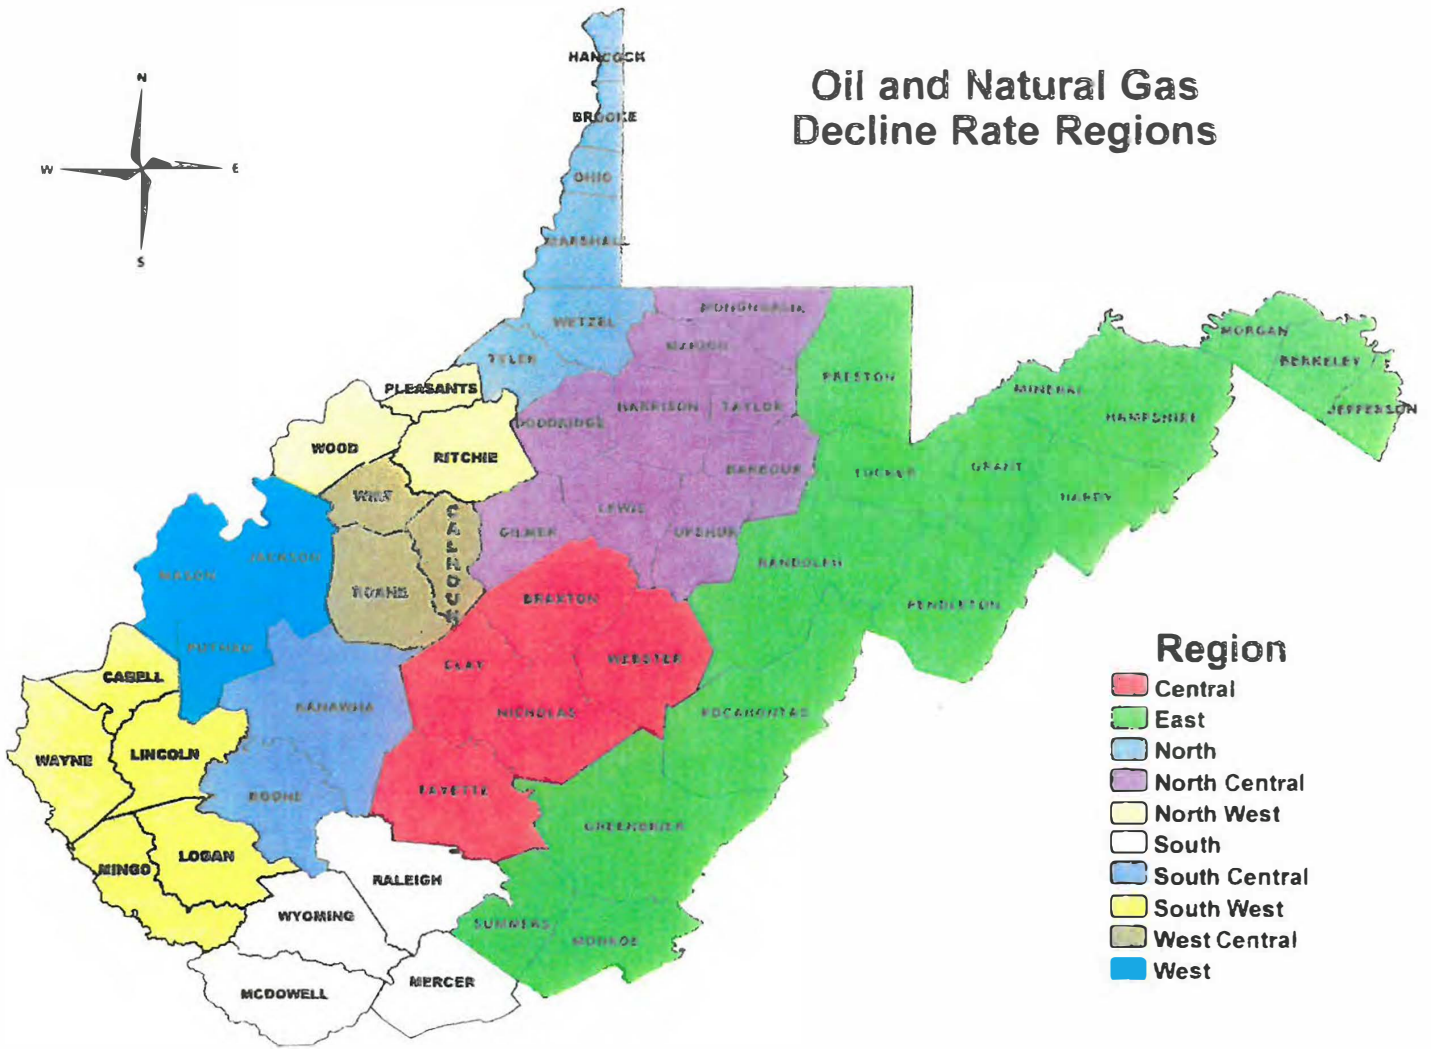 N
W
E
S
Oil and Natural Gas
Decline Rate Regions
HANCOCK
BROOKE
OHIO
MARSHALL
WETZEL
TYLER
MONONGALIA
MARION
PRESTON
MORGAN
BERKELEY
JEFFERSON
MINERAL
HAMPSHIRE
PLEASANTS
WOOD
RITCHIE
DODDRIDGE
HARRISON
TAYLOR
BARBOUR
TUCKER
GRANT
HARDY
WIRT
CALHOUN
GILMER
LEWIS
UPSHUR
RANDOLPH
PENDLETON
MASON
JACKSON
ROANE
BRAXTON
PUTNAM
CLAY
WEBSTER
CABELL
KANAWHA
NICHOLAS
POCAHONTAS
WAYNE
LINCOLN
BOONE
FAYETTE
GREENBRIER
MINGO
LOGAN
RALEIGH
WYOMING
SUMMERS
MONROE
MCDOWELL
MERCER
Region
Central
East
North
North Central
North West
South
South Central
South West
West Central
West